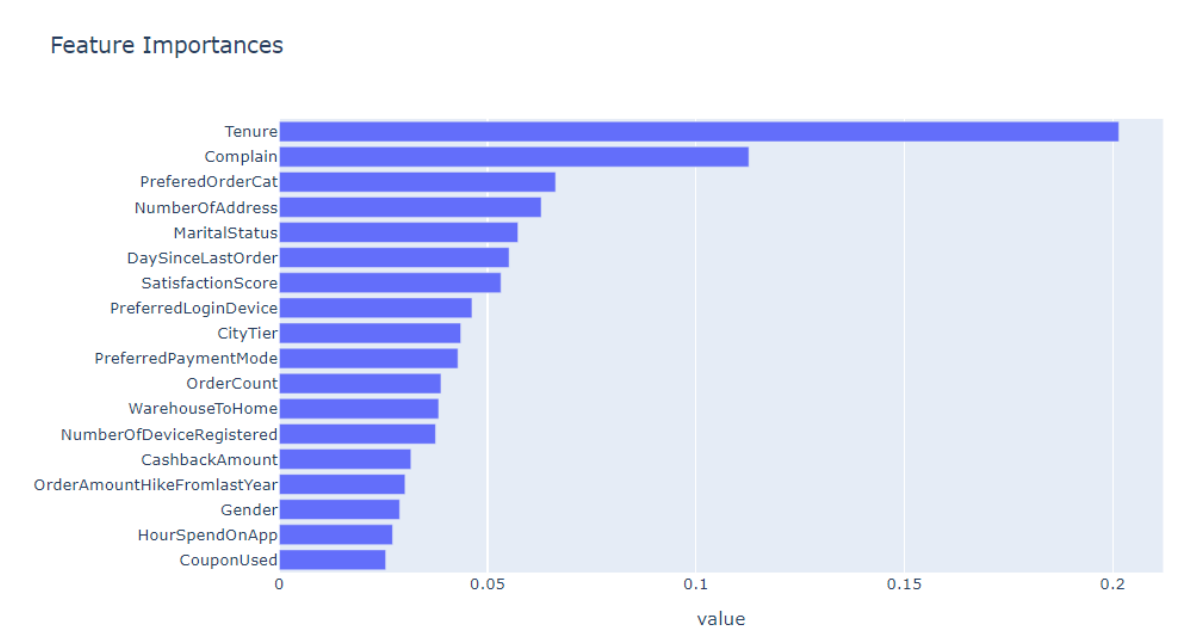 Feature Importances
Tenure
Complain
PreferedOrderCat
NumberOfAddress
MaritalStatus
DaySinceLastOrder
SatisfactionScore
PreferredLoginDevice
CityTier
PreferredPaymentMode
OrderCount
WarehouseToHome
NumberOfDeviceRegistered
CashbackAmount
OrderAmountHikeFromlastYear
Gender
HourSpendOnApp
CouponUsed
0 0.05 0.1 0.15 0.2
value